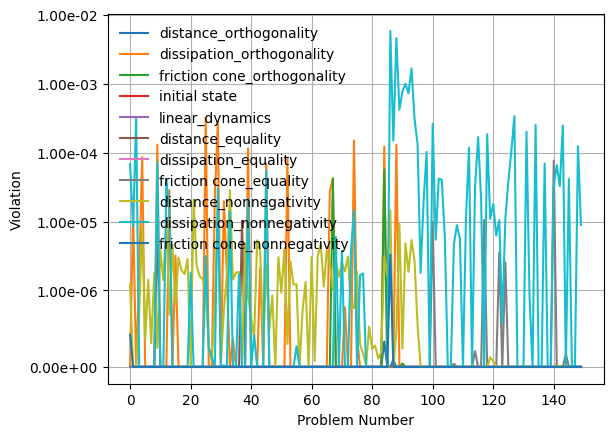 1.00e-02
1.00e-03
1.00e-04
1.00e-05
1.00e-06
0.00e+00
Violation
distance_orthogonality
dissipation_orthogonality
friction cone_orthogonality
initial state
linear_dynamics
distance_equality
dissipation_equality
friction cone_equality
distance_nonnegativity
dissipation_nonnegativity
friction cone_nonnegativity
0 20 40 60 80 100 120 140
Problem Number